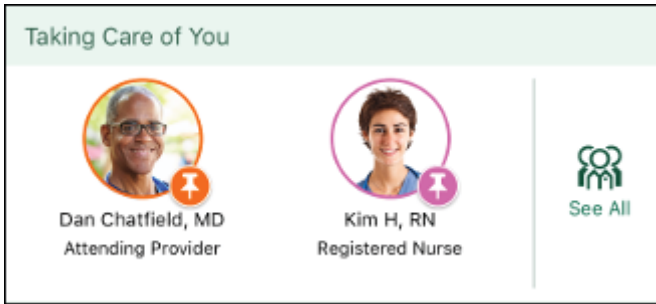 Taking Care of You
Dan Chatfield, MD
Attending Provider
Kim H, RN
Registered Nurse
See All